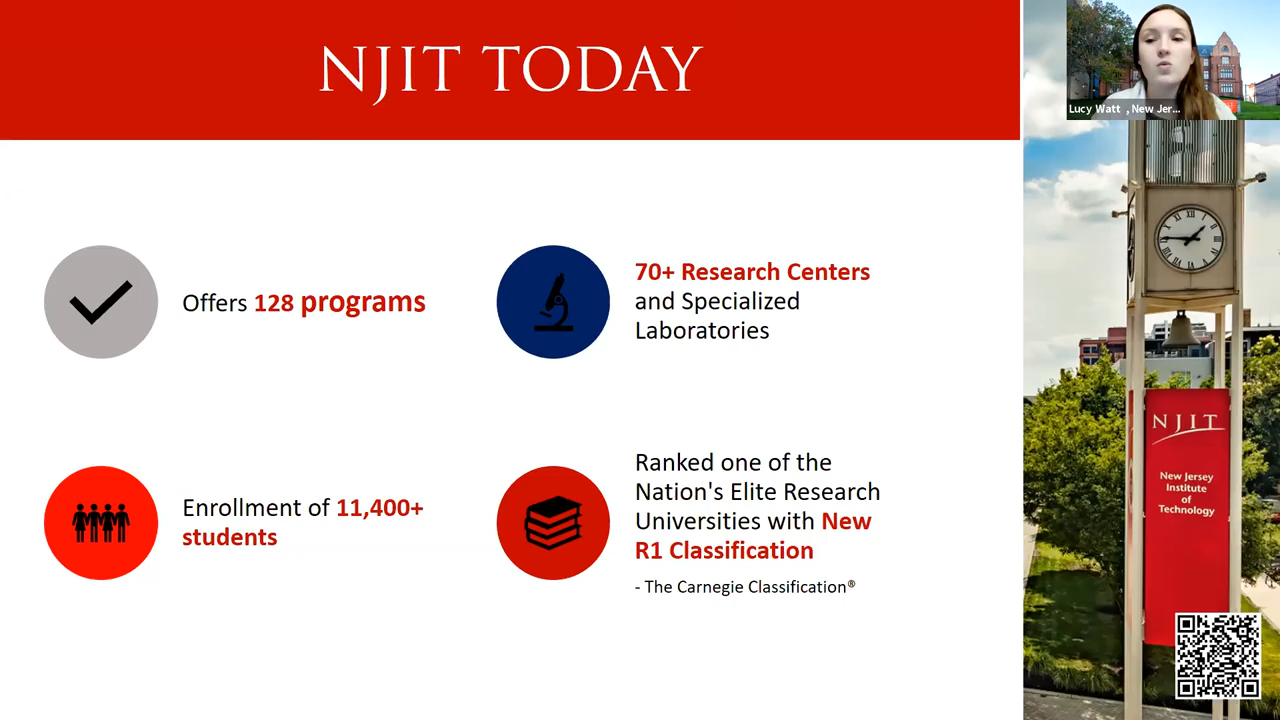 NJIT TODAY
Lucy Watt , New Jer...
Offers 128 programs
70+ Research Centers
and Specialized
Laboratories
Enrollment of 11,400+
students
Ranked one of the
Nation's Elite Research
Universities with New
R1 Classification
- The Carnegie Classification®
NJIT
New Jersey
Institute
of
Technology